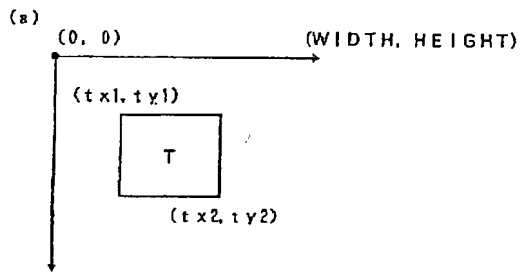 (a)
(0, 0)
(WIDTH, HEIGHT)
(tx1, ty1)
T
(tx2, ty2)